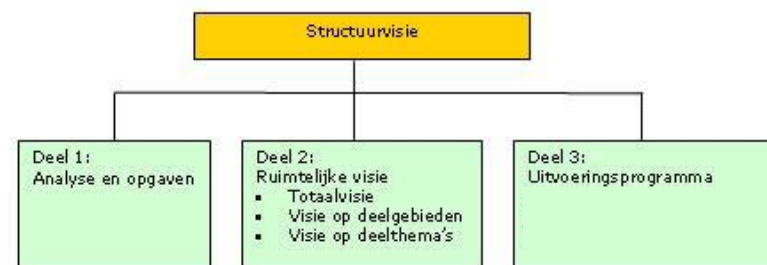 Structuurvisie
Deel 1:
Analyse en opgaven
Deel 2:
Ruimtelijke visie
▪ Totaalvisie
▪ Visie op deelgebieden
▪ Visie op deelthema's
Deel 3:
Uitvoeringsprogramma